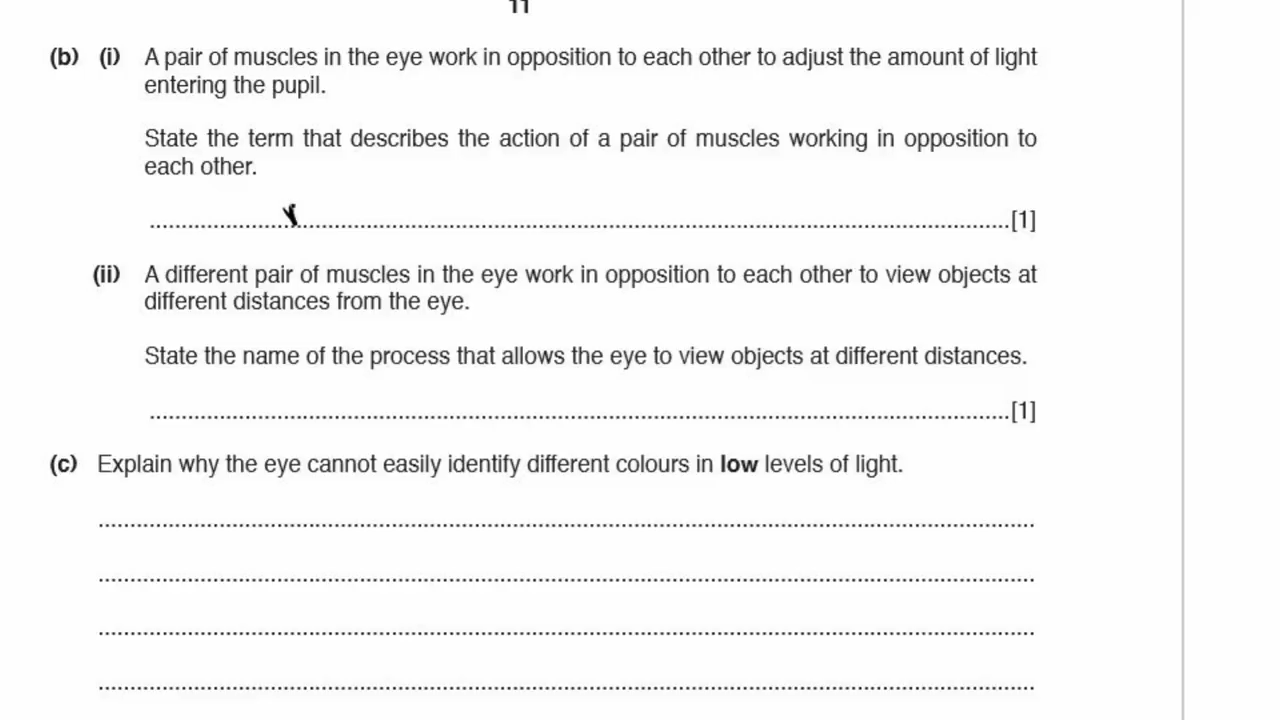 11
(b) (i) A pair of muscles in the eye work in opposition to each other to adjust the amount of light
entering the pupil.
State the term that describes the action of a pair of muscles working in opposition to
each other.
..........................................................................................................................................[1]
(ii) A different pair of muscles in the eye work in opposition to each other to view objects at
different distances from the eye.
State the name of the process that allows the eye to view objects at different distances.
..........................................................................................................................................[1]
(c) Explain why the eye cannot easily identify different colours in low levels of light.
....................................................................................................................................................
....................................................................................................................................................
....................................................................................................................................................
....................................................................................................................................................